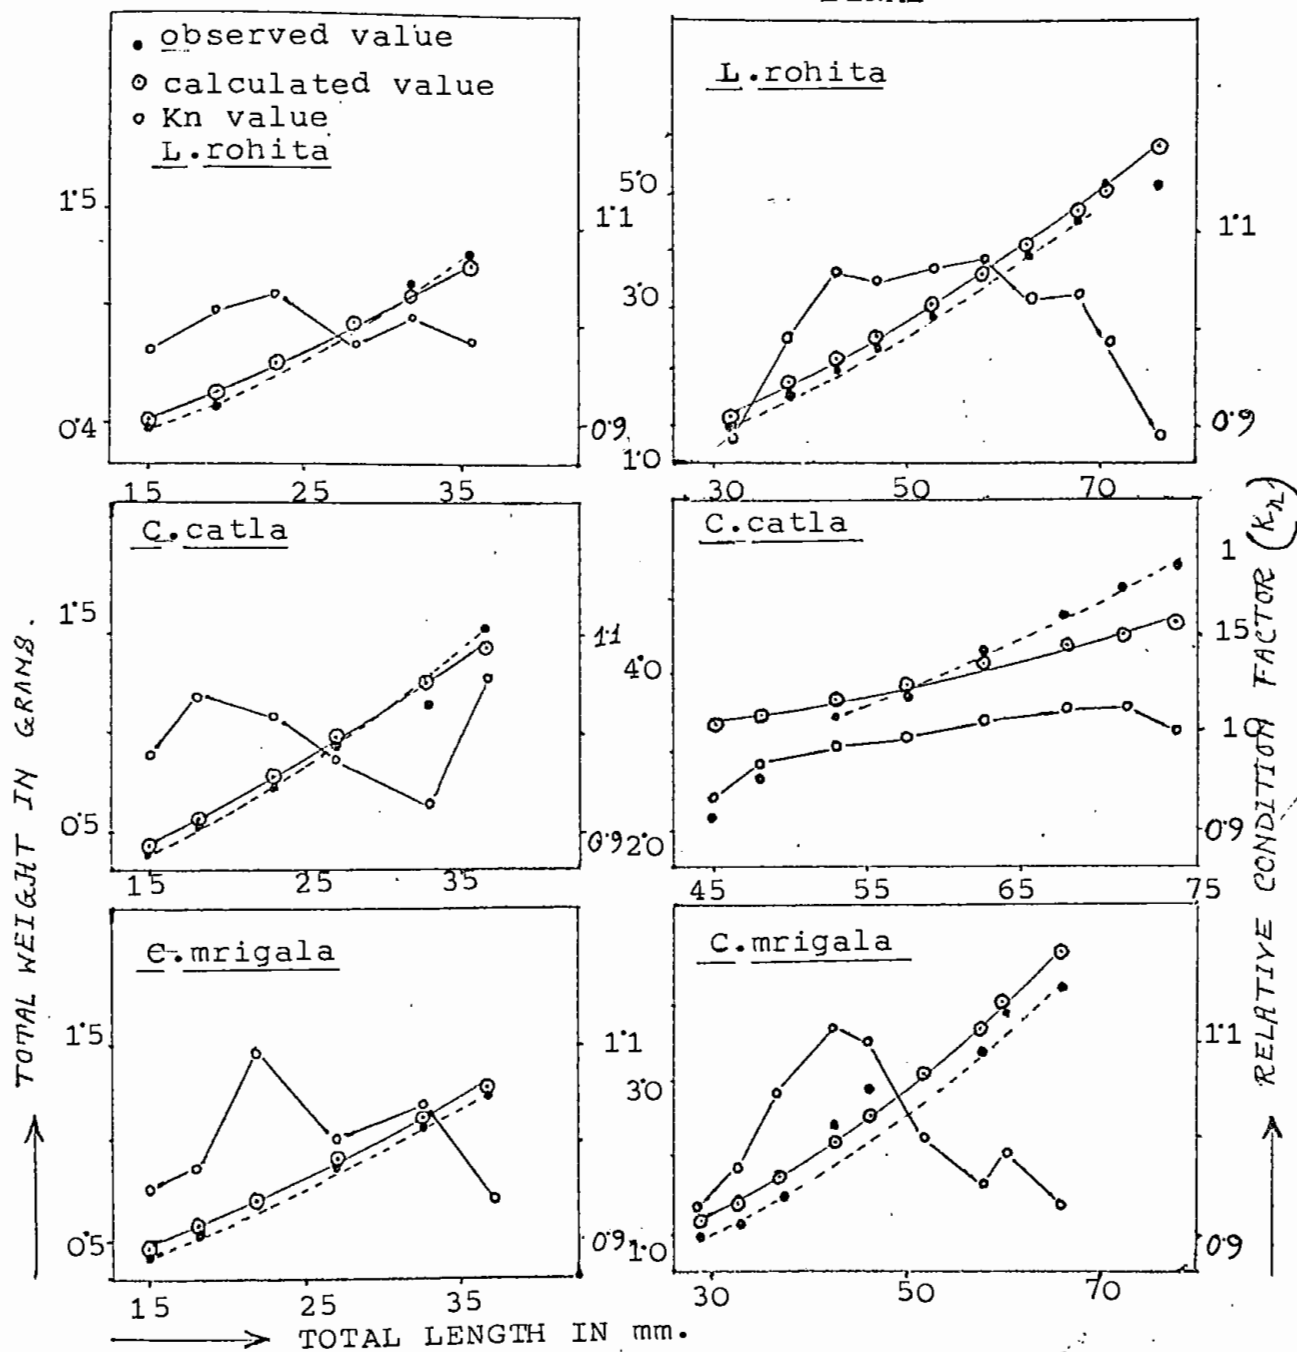 • observed value
⊙ calculated value
o Kn value
L.rohita
1·5
0·4
1·1
0·9
15 25 35
L.rohita
5·0
3·0
1·0
1·1
0·9
30 50 70
C.catla
1·5
0·5
1·1
0·9
15 25 35
C.catla
4·0
2·0
1
15
10
0·9
45 55 65 75
C.mrigala
1·5
0·5
1·1
0·9
15 25 35
C.mrigala
3·0
1·0
1·1
0·9
30 50 70
TOTAL WEIGHT IN GRAMS.
TOTAL LENGTH IN mm.
RELATIVE CONDITION FACTOR (Kn)